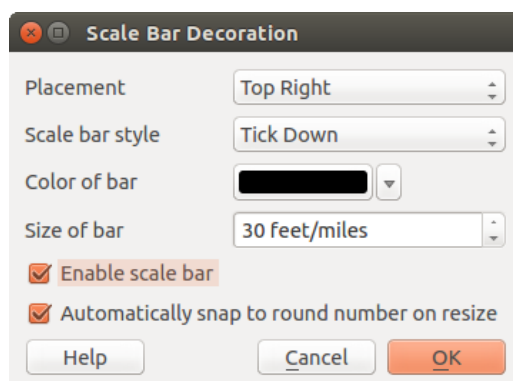 Scale Bar Decoration
Placement Top Right
Scale bar style Tick Down
Color of bar
Size of bar 30 feet/miles
Enable scale bar
Automatically snap to round number on resize
Help Cancel OK